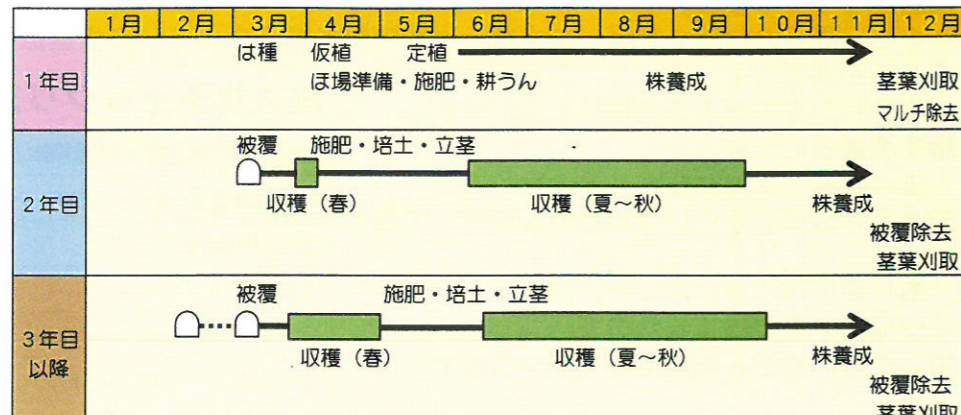 1月 2月 3月 4月 5月 6月 7月 8月 9月 10月 11月 12月
1年目
は種 仮植 定植
ほ場準備・施肥・耕うん 株養成 茎葉刈取
マルチ除去
2年目
被覆 施肥・培土・立茎
収穫（春） 収穫（夏～秋） 株養成
被覆除去
茎葉刈取
3年目
以降
被覆 施肥・培土・立茎
収穫（春） 収穫（夏～秋） 株養成
被覆除去
茎葉刈取